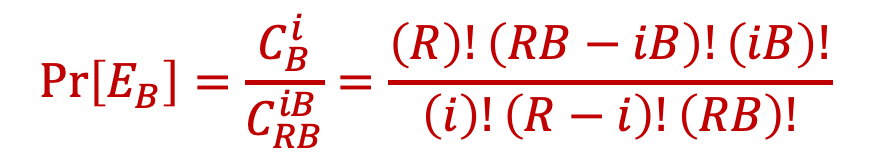 Pr[E_B] = C_B^i / C_{RB}^{iB} = (R)! (RB − iB)! (iB)! / (i)! (R − i)! (RB)!